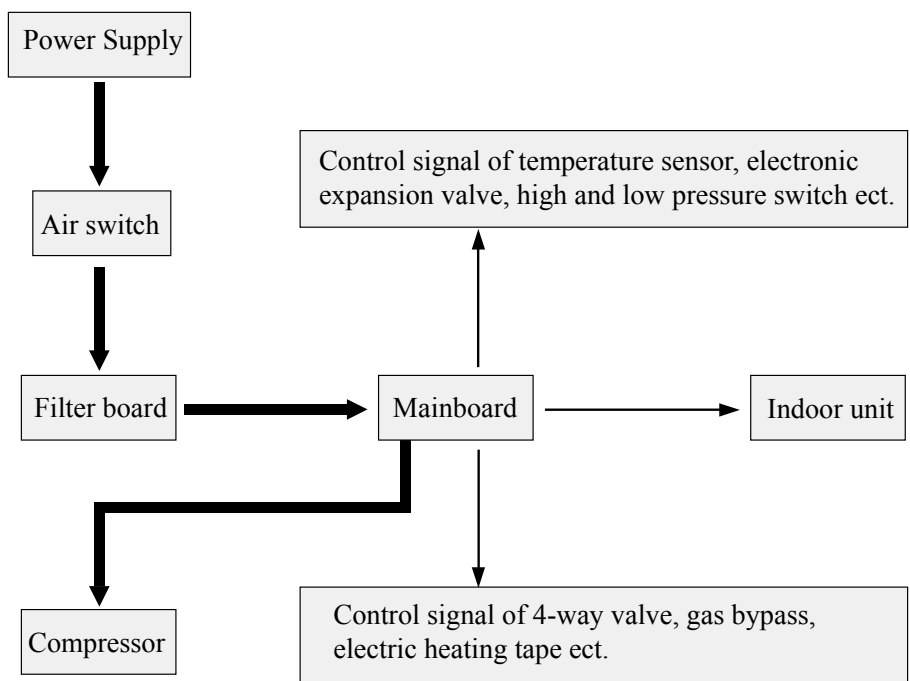 Power Supply
Control signal of temperature sensor, electronic
expansion valve, high and low pressure switch ect.
Air switch
Filter board
Mainboard
Indoor unit
Control signal of 4-way valve, gas bypass,
electric heating tape ect.
Compressor